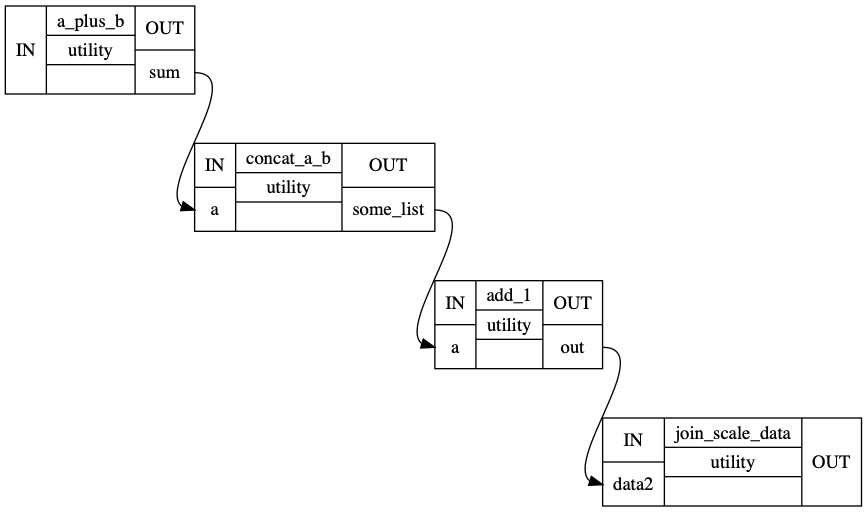 IN
a_plus_b
utility
OUT
sum
IN
a
concat_a_b
utility
OUT
some_list
IN
a
add_1
utility
OUT
out
IN
data2
join_scale_data
utility
OUT